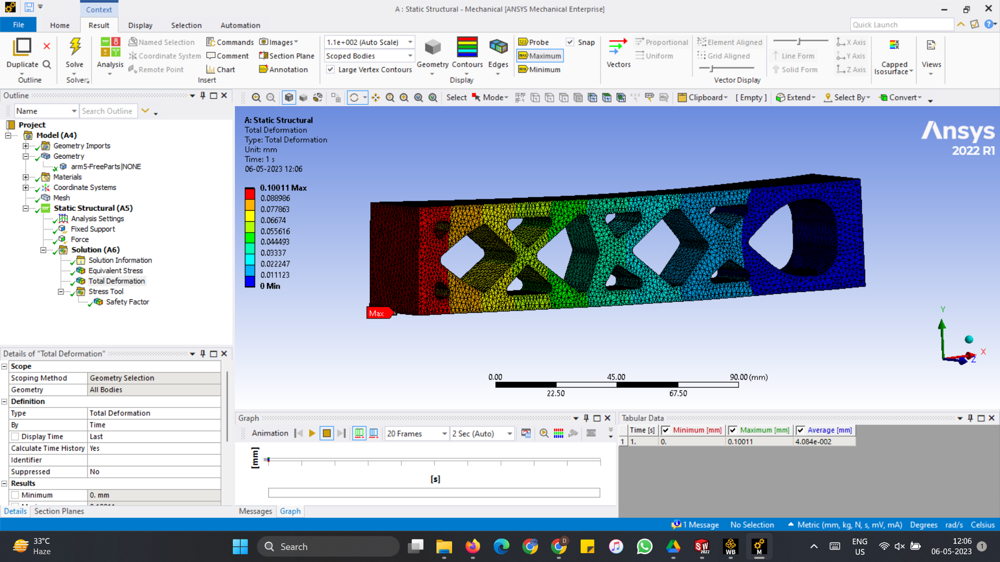 Context
A : Static Structural - Mechanical [ANSYS Mechanical Enterprise]
File Home Result Display Selection Automation
Quick Launch
Duplicate
Outline
Solve
Solver
Analysis
Named Selection
Coordinate System
Remote Point
Commands
Comment
Chart
Images
Section Plane
Annotation
Insert
1.1e+002 (Auto Scale)
Scoped Bodies
Large Vertex Contours
Geometry Contours Edges
Display
Probe
Maximum
Minimum
Snap
Vectors
Proportional
Uniform
Element Aligned
Grid Aligned
Line Form
Solid Form
X Axis
Y Axis
Z Axis
Vector Display
Capped
Isosurface
Views
Outline
Name Search Outline
Select Mode Clipboard [ Empty ] Extend Select By Convert
Project
Model (A4)
Geometry Imports
Geometry
arm5-FreeParts|NONE
Materials
Coordinate Systems
Mesh
Static Structural (A5)
Analysis Settings
Fixed Support
Force
Solution (A6)
Solution Information
Equivalent Stress
Total Deformation
Stress Tool
Safety Factor
A: Static Structural
Total Deformation
Type: Total Deformation
Unit: mm
Time: 1 s
06-05-2023 12:06
0.10011 Max
0.088986
0.077863
0.06674
0.055616
0.044493
0.03337
0.022247
0.011123
0 Min
Ansys
2022 R1
Max
Y
X
Z
0.00 45.00 90.00 (mm)
22.50 67.50
Details of "Total Deformation"
Scope
Scoping Method Geometry Selection
Geometry All Bodies
Definition
Type Total Deformation
By Time
Display Time Last
Calculate Time History Yes
Identifier
Suppressed No
Results
Minimum 0. mm
Details Section Planes
Graph
Animation 20 Frames 2 Sec (Auto)
[mm]
[s]
Messages Graph
Tabular Data
Time [s] Minimum [mm] Maximum [mm] Average [mm]
1 1. 0. 0.10011 4.084e-002
1 Message No Selection Metric (mm, kg, N, s, mV, mA) Degrees rad/s Celsius
33°C
Haze
Search
SW
2022
WB
M
D
ENG
US
12:06
06-05-2023
1